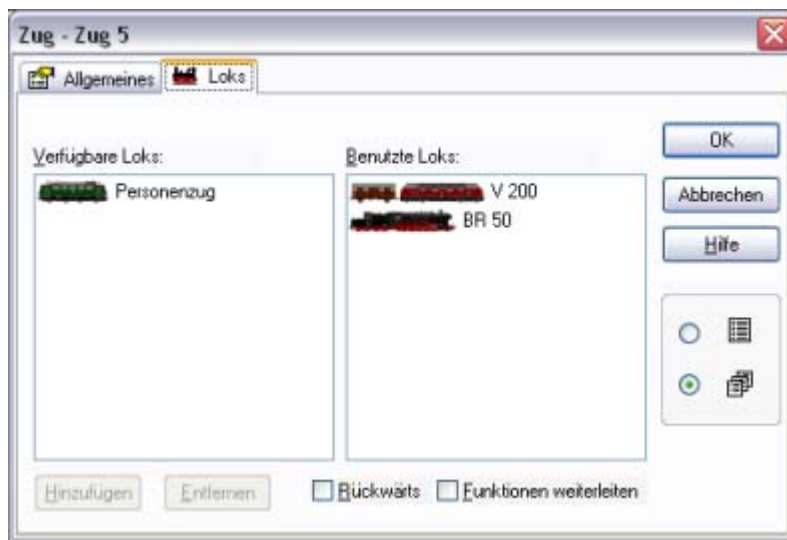 Zug - Zug 5
Allgemeines Loks
Verfügbare Loks:
Personenzug
Benutzte Loks:
V 200
BR 50
OK
Abbrechen
Hilfe
Hinzufügen Entfernen Rückwärts Funktionen weiterleiten